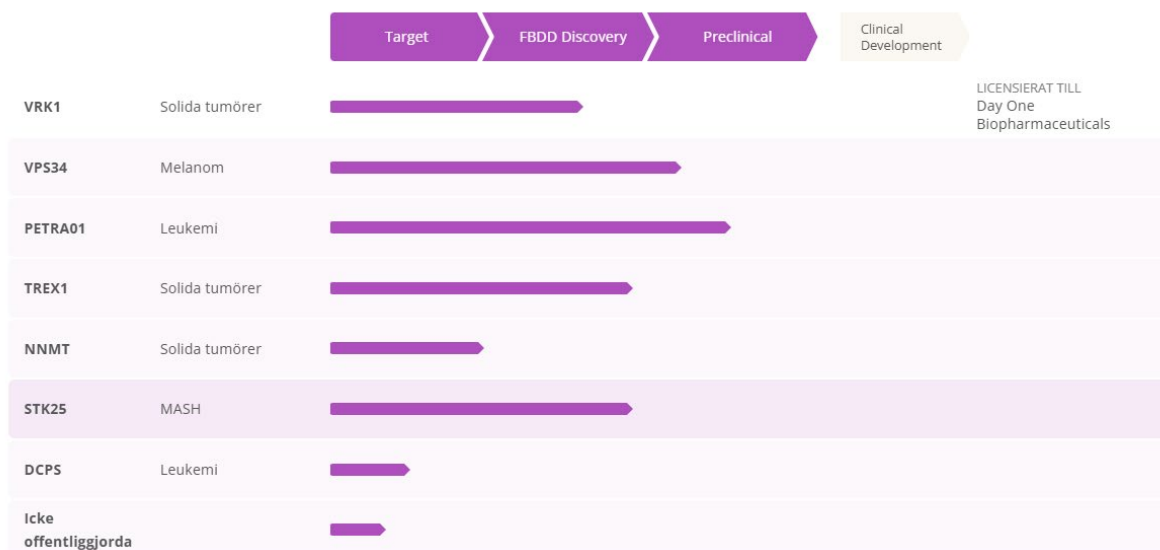 Target
FBDD Discovery
Preclinical
Clinical
Development
VRK1
Solida tumörer
LICENSIERAT TILL
Day One
Biopharmaceuticals
VPS34
Melanom
PETRA01
Leukemi
TREX1
Solida tumörer
NNMT
Solida tumörer
STK25
MASH
DCPS
Leukemi
Icke
offentliggjorda